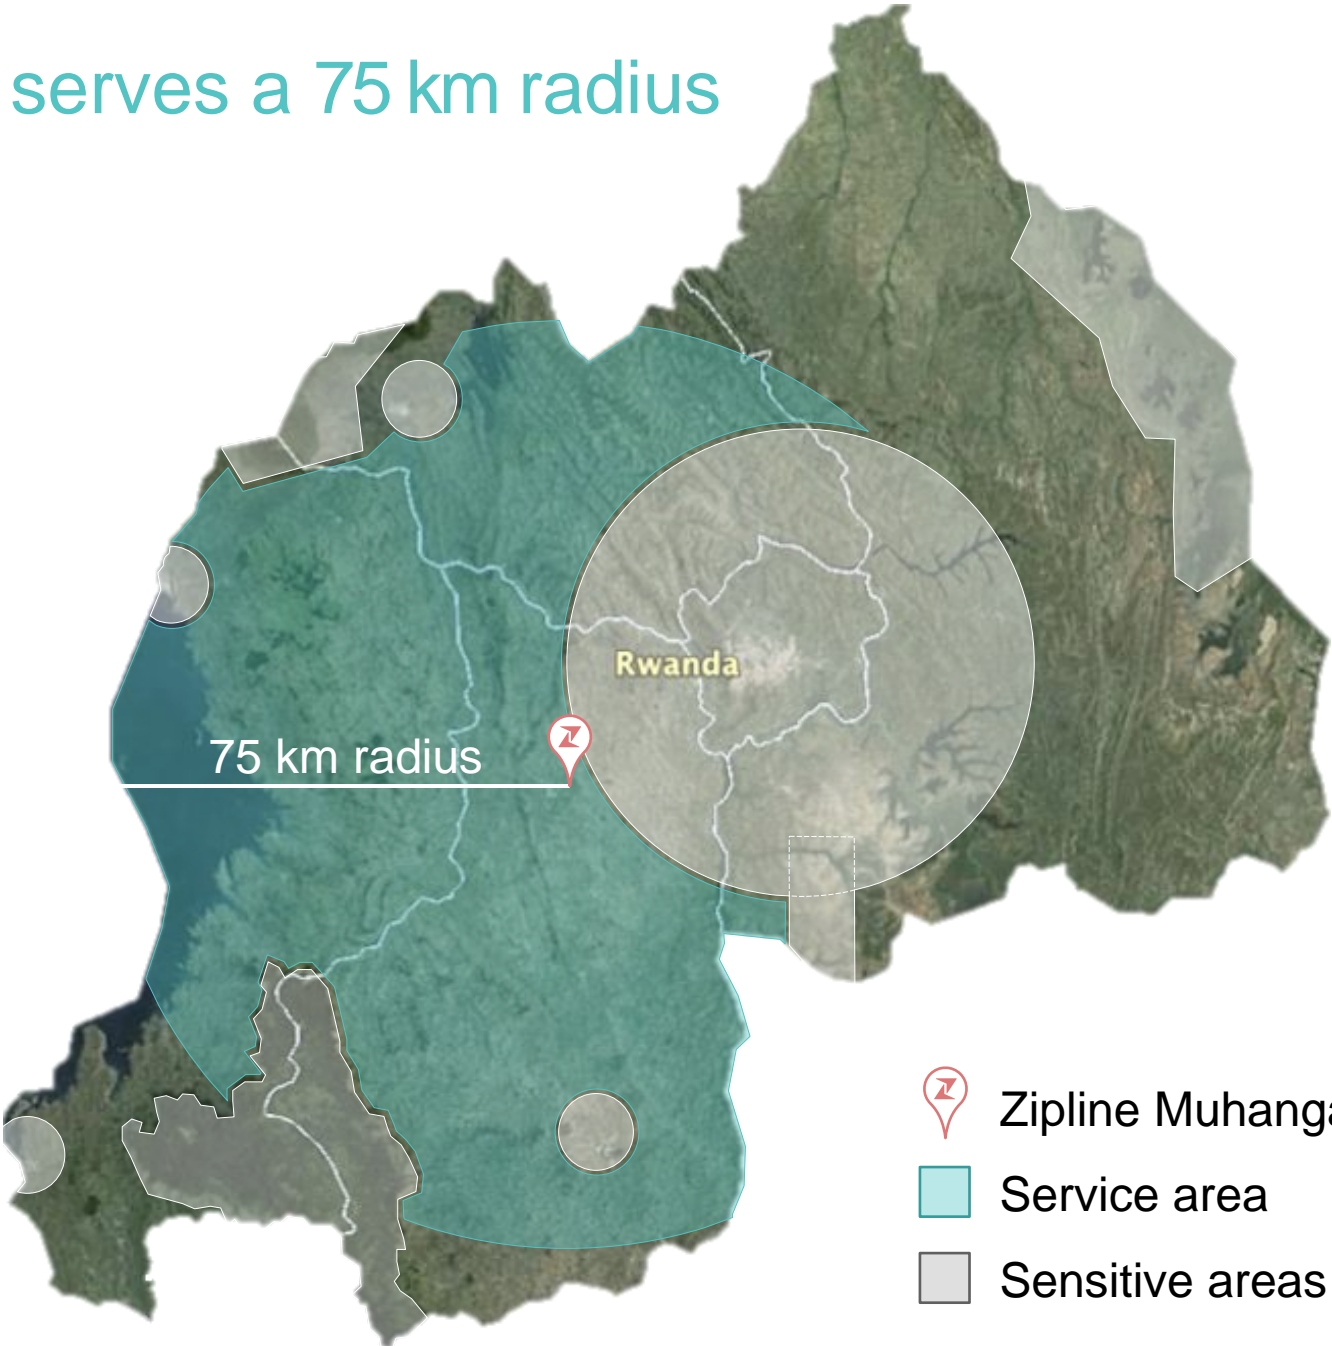 serves a 75 km radius
Rwanda
75 km radius
Zipline Muhanga
Service area
Sensitive areas